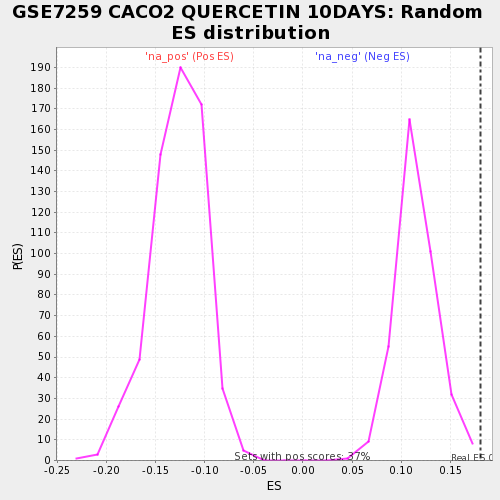 GSE7259 CACO2 QUERCETIN 10DAYS: Random
ES distribution
'na_pos' (Pos ES) 'na_neg' (Neg ES)
190
180
170
160
150
140
130
120
110
100
90
80
70
60
50
40
30
20
10
0
P(ES)
Sets with pos scores: 37%
Real ES 0
-0.25 -0.20 -0.15 -0.10 -0.05 0.00 0.05 0.10 0.15
ES